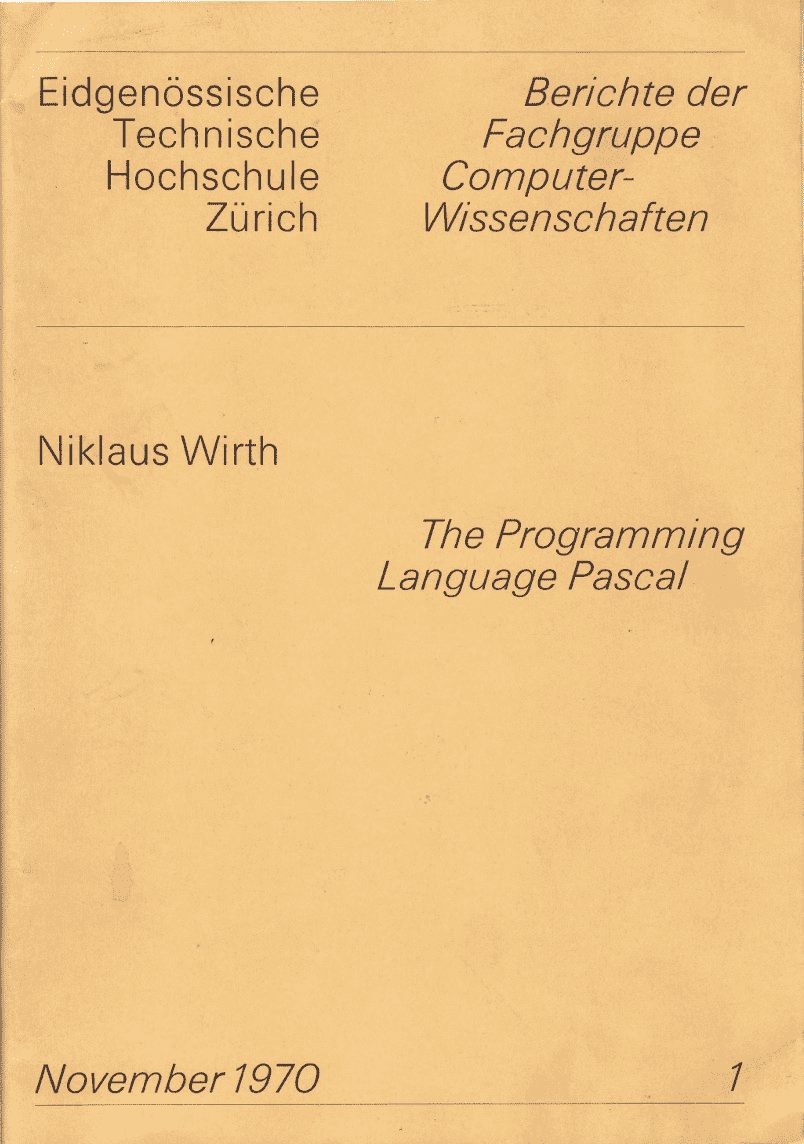 Eidgenössische
Technische
Hochschule
Zürich
Berichte der
Fachgruppe
Computer-
Wissenschaften
Niklaus Wirth
The Programming
Language Pascal
November 1970
1